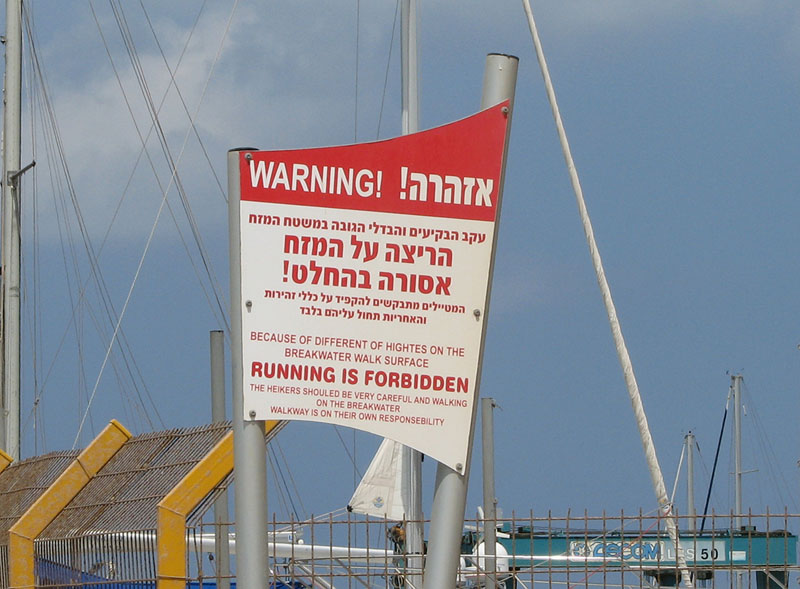 WARNING! אזהרה!
עקב הבקיעים והבדלי הגובה במשטח המזח
הריצה על המזח
אסורה בהחלט!
המטיילים מתבקשים להקפיד על כללי זהירות
והאחריות תחול עליהם בלבד
BECAUSE OF DIFFERENT OF HIGHTES ON THE
BREAKWATER WALK SURFACE
RUNNING IS FORBIDDEN
THE HEIKERS SHOULD BE VERY CAREFUL AND WALKING
ON THE BREAKWATER
WALKWAY IS ON THEIR OWN RESPONSEBILITY
50